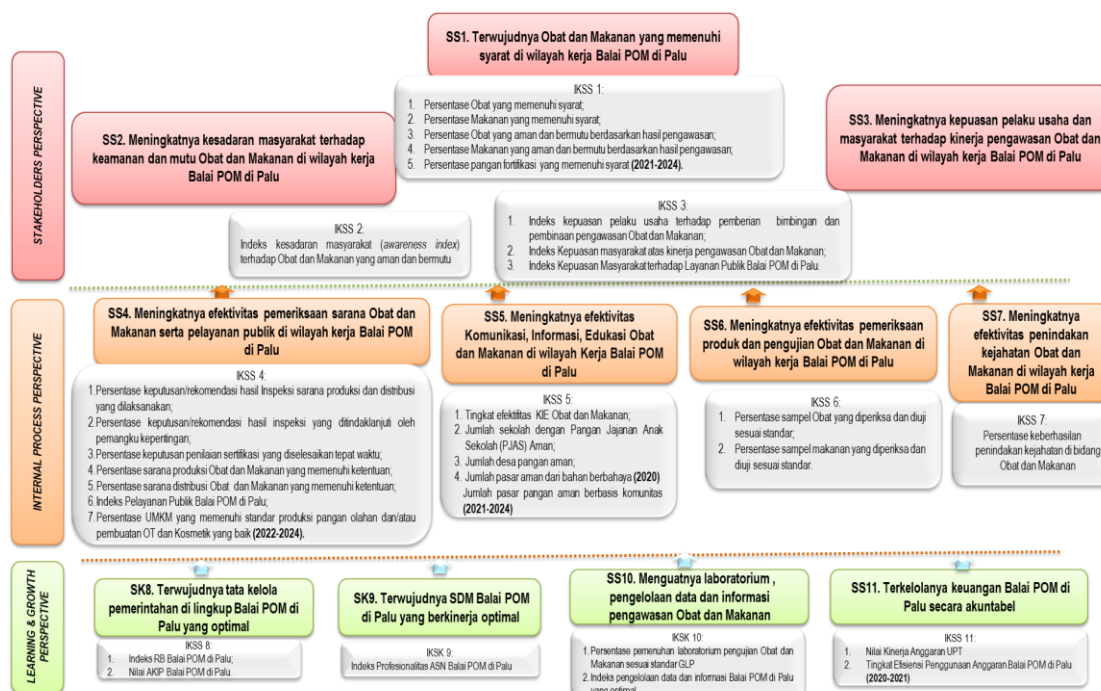 STAKEHOLDERS PERSPECTIVE
SS1. Terwujudnya Obat dan Makanan yang memenuhi
syarat di wilayah kerja Balai POM di Palu
IKSS 1:
1. Persentase Obat yang memenuhi syarat;
2. Persentase Makanan yang memenuhi syarat;
3. Persentase Obat yang aman dan bermutu berdasarkan hasil pengawasan;
4. Persentase Makanan yang aman dan bermutu berdasarkan hasil pengawasan;
5. Persentase pangan fortifikasi yang memenuhi syarat (2021-2024).
SS2. Meningkatnya kesadaran masyarakat terhadap
keamanan dan mutu Obat dan Makanan di wilayah kerja
Balai POM di Palu
IKSS 2:
Indeks kesadaran masyarakat (awareness index)
terhadap Obat dan Makanan yang aman dan bermutu
SS3. Meningkatnya kepuasan pelaku usaha dan
masyarakat terhadap kinerja pengawasan Obat dan
Makanan di wilayah kerja Balai POM di Palu
IKSS 3:
1. Indeks kepuasan pelaku usaha terhadap pemberian bimbingan dan
pembinaan pengawasan Obat dan Makanan;
2. Indeks Kepuasan masyarakat atas kinerja pengawasan Obat dan Makanan;
3. Indeks Kepuasan Masyarakat terhadap Layanan Publik Balai POM di Palu.
INTERNAL PROCESS PERSPECTIVE
SS4. Meningkatnya efektivitas pemeriksaan sarana Obat dan
Makanan serta pelayanan publik di wilayah kerja Balai POM
di Palu
IKSS 4:
1. Persentase keputusan/rekomendasi hasil Inspeksi sarana produksi dan distribusi
yang dilaksanakan;
2. Persentase keputusan/rekomendasi hasil inspeksi yang ditindaklanjuti oleh
pemangku kepentingan;
3. Persentase keputusan penilaian sertifikasi yang diselesaikan tepat waktu;
4. Persentase sarana produksi Obat dan Makanan yang memenuhi ketentuan;
5. Persentase sarana distribusi Obat dan Makanan yang memenuhi ketentuan;
6. Indeks Pelayanan Publik Balai POM di Palu;
7. Persentase UMKM yang memenuhi standar produksi pangan olahan dan/atau
pembuatan OT dan Kosmetik yang baik (2022-2024).
SS5. Meningkatnya efektivitas
Komunikasi, Informasi, Edukasi Obat
dan Makanan di wilayah Kerja Balai POM
di Palu
IKSS 5:
1. Tingkat efektfitas KIE Obat dan Makanan;
2. Jumlah sekolah dengan Pangan Jajanan Anak
Sekolah (PJAS) Aman;
3. Jumlah desa pangan aman;
4. Jumlah pasar aman dari bahan berbahaya (2020)
Jumlah pasar pangan aman berbasis komunitas
(2021-2024)
SS6. Meningkatnya efektivitas pemeriksaan
produk dan pengujian Obat dan Makanan di
wilayah kerja Balai POM di Palu
IKSS 6:
1. Persentase sampel Obat yang diperiksa dan diuji
sesuai standar;
2. Persentase sampel makanan yang diperiksa dan
diuji sesuai standar.
SS7. Meningkatnya
efektivitas penindakan
kejahatan Obat dan
Makanan di wilayah kerja
Balai POM di Palu
IKSS 7:
Persentase keberhasilan
penindakan kejahatan di bidang
Obat dan Makanan
LEARNING & GROWTH
PERSPECTIVE
SK8. Terwujudnya tata kelola
pemerintahan di lingkup Balai POM di
Palu yang optimal
IKSS 8:
1. Indeks RB Balai POM di Palu;
2. Nilai AKIP Balai POM di Palu.
SK9. Terwujudnya SDM Balai POM
di Palu yang berkinerja optimal
IKSK 9:
Indeks Profesionalitas ASN Balai POM di Palu
SS10. Menguatnya laboratorium ,
pengelolaan data dan informasi
pengawasan Obat dan Makanan
IKSK 10:
1. Persentase pemenuhan laboratorium pengujian Obat dan
Makanan sesuai standar GLP
2. Indeks pengelolaan data dan informasi Balai POM di Palu
yang optimal
SS11. Terkelolanya keuangan Balai POM di
Palu secara akuntabel
IKSS 11:
1. Nilai Kinerja Anggaran UPT
2. Tingkat Efisiensi Penggunaan Anggaran Balai POM di Palu
(2020-2021)